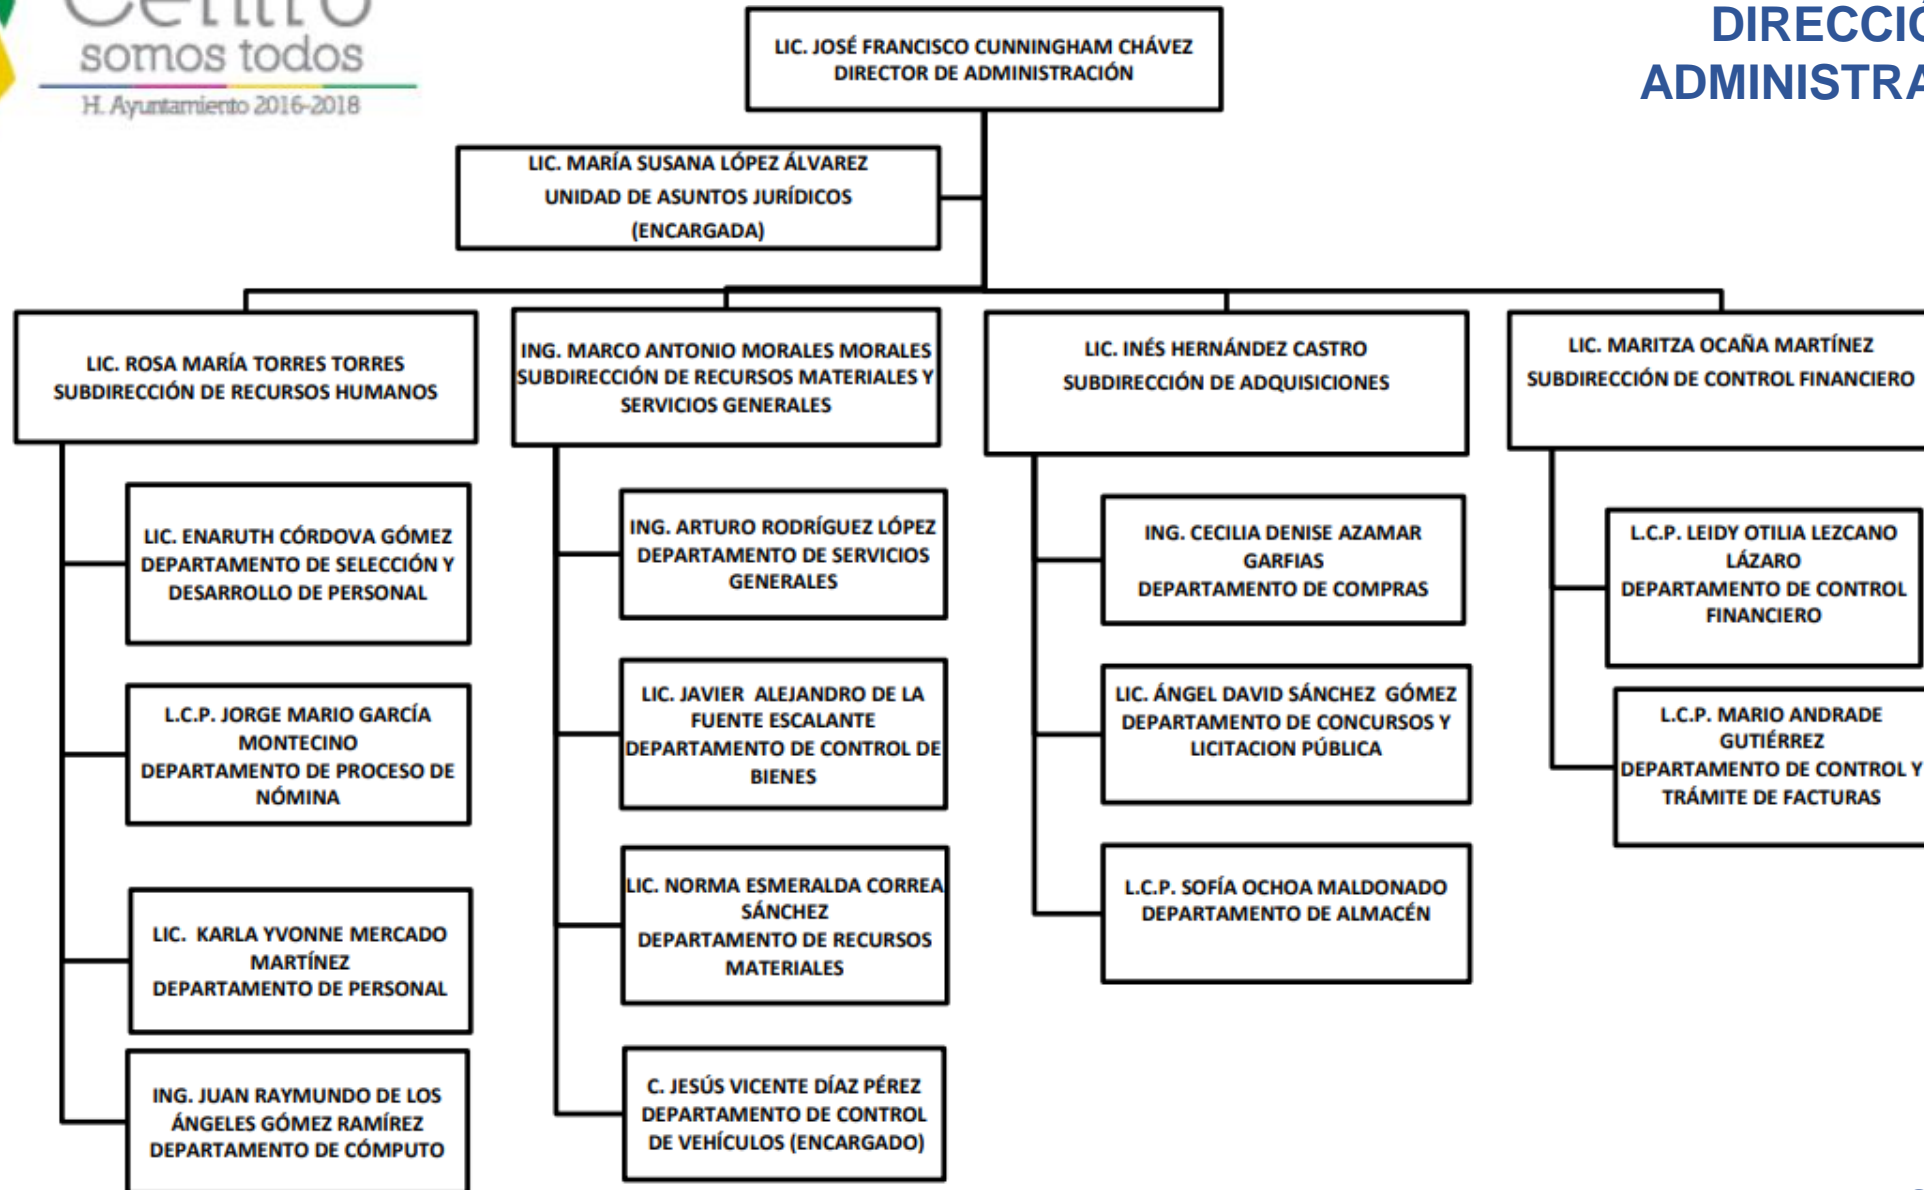 Centro
somos todos
H. Ayuntamiento 2016-2018
DIRECCIÓ
ADMINISTRA
LIC. JOSÉ FRANCISCO CUNNINGHAM CHÁVEZ
DIRECTOR DE ADMINISTRACIÓN
LIC. MARÍA SUSANA LÓPEZ ÁLVAREZ
UNIDAD DE ASUNTOS JURÍDICOS
(ENCARGADA)
LIC. ROSA MARÍA TORRES TORRES
SUBDIRECCIÓN DE RECURSOS HUMANOS
LIC. ENARUTH CÓRDOVA GÓMEZ
DEPARTAMENTO DE SELECCIÓN Y
DESARROLLO DE PERSONAL
L.C.P. JORGE MARIO GARCÍA
MONTECINO
DEPARTAMENTO DE PROCESO DE
NÓMINA
LIC.  KARLA YVONNE MERCADO
MARTÍNEZ
DEPARTAMENTO DE PERSONAL
ING. JUAN RAYMUNDO DE LOS
ÁNGELES GÓMEZ RAMÍREZ
DEPARTAMENTO DE CÓMPUTO
ING. MARCO ANTONIO MORALES MORALES
SUBDIRECCIÓN DE RECURSOS MATERIALES Y
SERVICIOS GENERALES
ING. ARTURO RODRÍGUEZ LÓPEZ
DEPARTAMENTO DE SERVICIOS
GENERALES
LIC. JAVIER  ALEJANDRO DE LA
FUENTE ESCALANTE
DEPARTAMENTO DE CONTROL DE
BIENES
LIC. NORMA ESMERALDA CORREA
SÁNCHEZ
DEPARTAMENTO DE RECURSOS
MATERIALES
C. JESÚS VICENTE DÍAZ PÉREZ
DEPARTAMENTO DE CONTROL
DE VEHÍCULOS (ENCARGADO)
LIC. INÉS HERNÁNDEZ CASTRO
SUBDIRECCIÓN DE ADQUISICIONES
ING. CECILIA DENISE AZAMAR
GARFIAS
DEPARTAMENTO DE COMPRAS
LIC. ÁNGEL DAVID SÁNCHEZ  GÓMEZ
DEPARTAMENTO DE CONCURSOS Y
LICITACION PÚBLICA
L.C.P. SOFÍA OCHOA MALDONADO
DEPARTAMENTO DE ALMACÉN
LIC. MARITZA OCAÑA MARTÍNEZ
SUBDIRECCIÓN DE CONTROL FINANCIERO
L.C.P. LEIDY OTILIA LEZCANO
LÁZARO
DEPARTAMENTO DE CONTROL
FINANCIERO
L.C.P. MARIO ANDRADE
GUTIÉRREZ
DEPARTAMENTO DE CONTROL Y
TRÁMITE DE FACTURAS